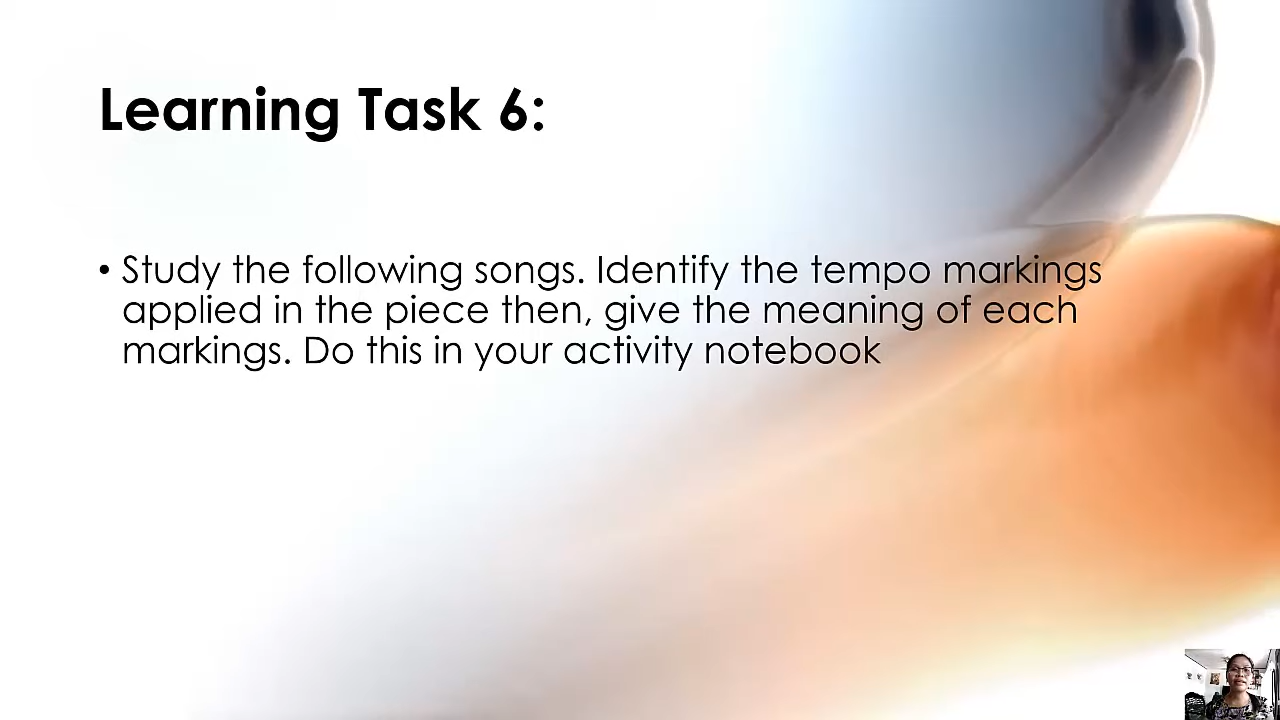 Learning Task 6:
• Study the following songs. Identify the tempo markings
applied in the piece then, give the meaning of each
markings. Do this in your activity notebook